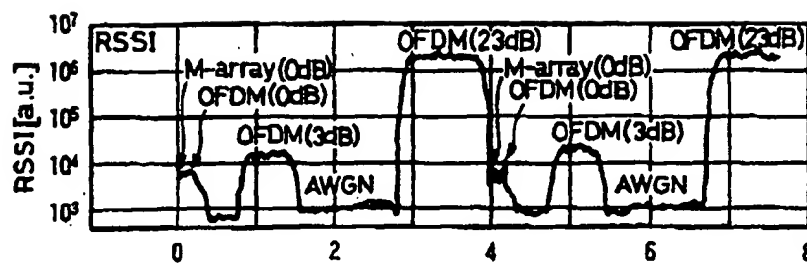 10⁷
RSSI
OFDM(23dB)
OFDM(23dB)
10⁶
M-array(0dB)
M-array(0dB)
OFDM(0dB)
OFDM(0dB)
10⁵
OFDM(3dB)
OFDM(3dB)
10⁴
AWGN
AWGN
10³
RSSI[a.u.]
0 2 4 6 8